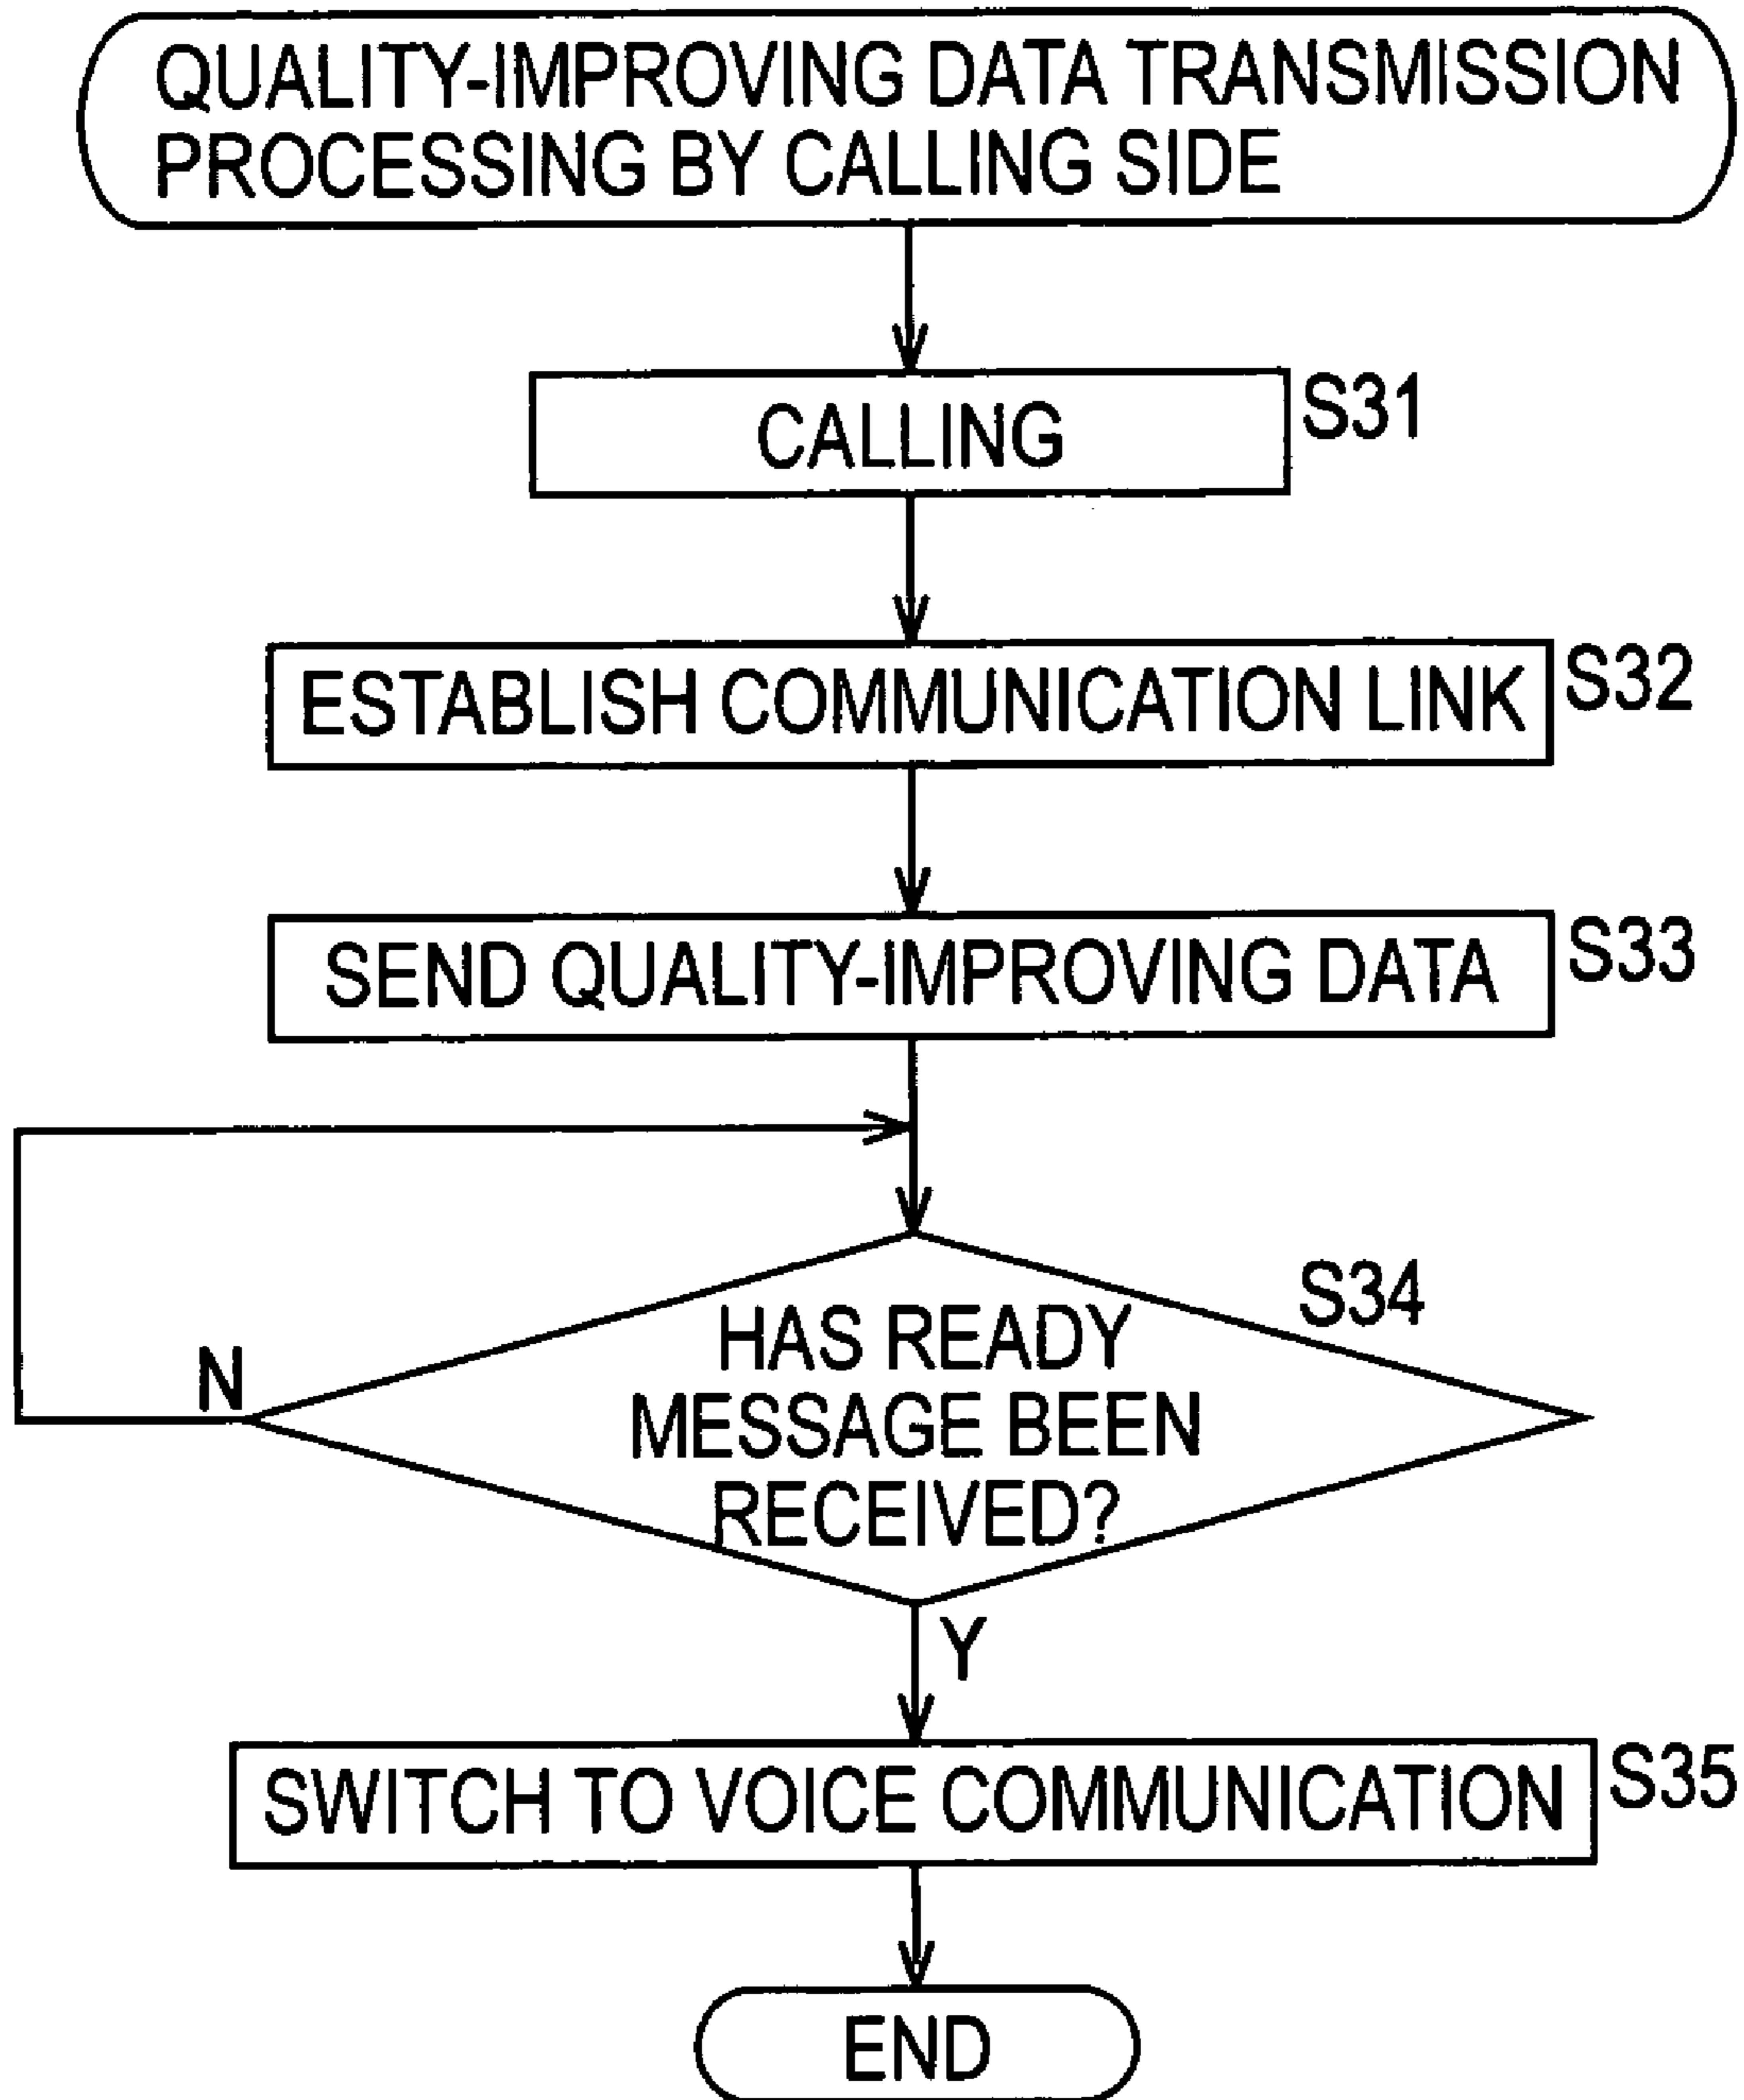 QUALITY-IMPROVING DATA TRANSMISSION
PROCESSING BY CALLING SIDE
CALLING
S31
ESTABLISH COMMUNICATION LINK
S32
SEND QUALITY-IMPROVING DATA
S33
S34
HAS READY
MESSAGE BEEN
RECEIVED?
N
Y
SWITCH TO VOICE COMMUNICATION
S35
END